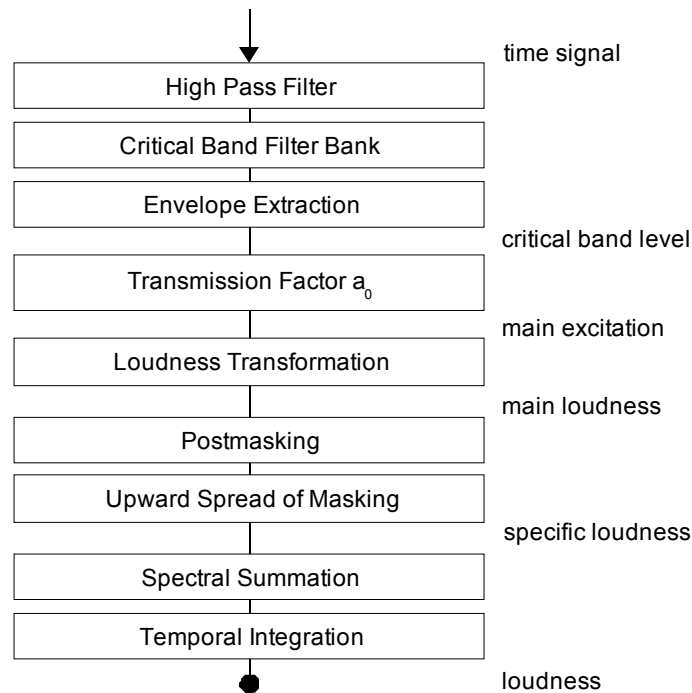 time signal
High Pass Filter
Critical Band Filter Bank
Envelope Extraction
critical band level
Transmission Factor a₀
main excitation
Loudness Transformation
main loudness
Postmasking
Upward Spread of Masking
specific loudness
Spectral Summation
Temporal Integration
loudness